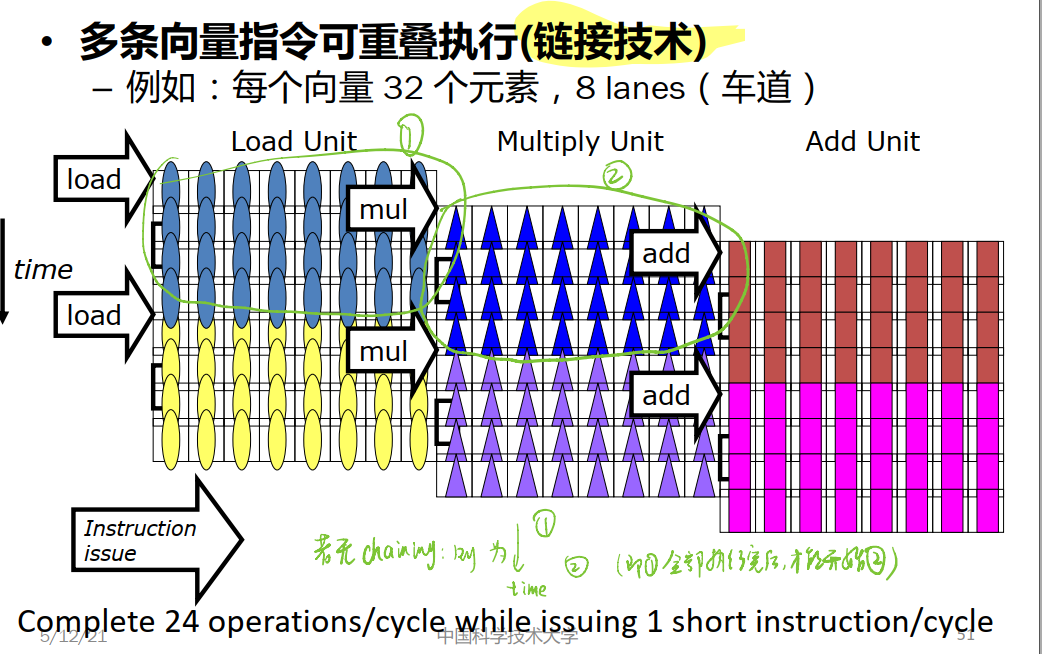 • 多条向量指令可重叠执行(链接技术)
– 例如：每个向量 32 个元素，8 lanes（车道）
Load Unit Multiply Unit Add Unit
①
②
load
mul
add
time
load
mul
add
Instruction
issue
若无 chaining: 则 为 ↓ ①
time ② (即①全部执行完后,才能开始②)
Complete 24 operations/cycle while issuing 1 short instruction/cycle
5/12/21 中国科学技术大学 51